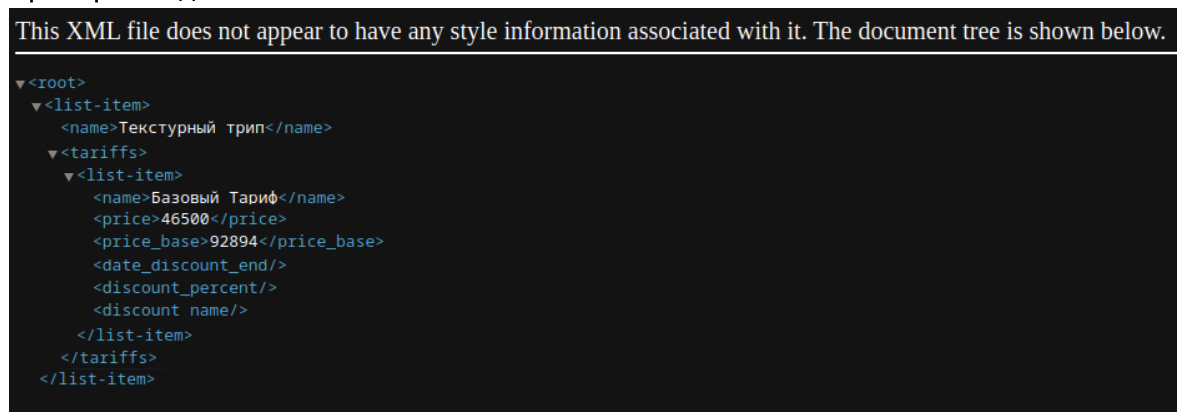 This XML file does not appear to have any style information associated with it. The document tree is shown below.
▼<root>
▼<list-item>
<name>Текстурный трип</name>
▼<tariffs>
▼<list-item>
<name>Базовый Тариф</name>
<price>46500</price>
<price_base>92894</price_base>
<date_discount_end/>
<discount_percent/>
<discount name/>
</list-item>
</tariffs>
</list-item>